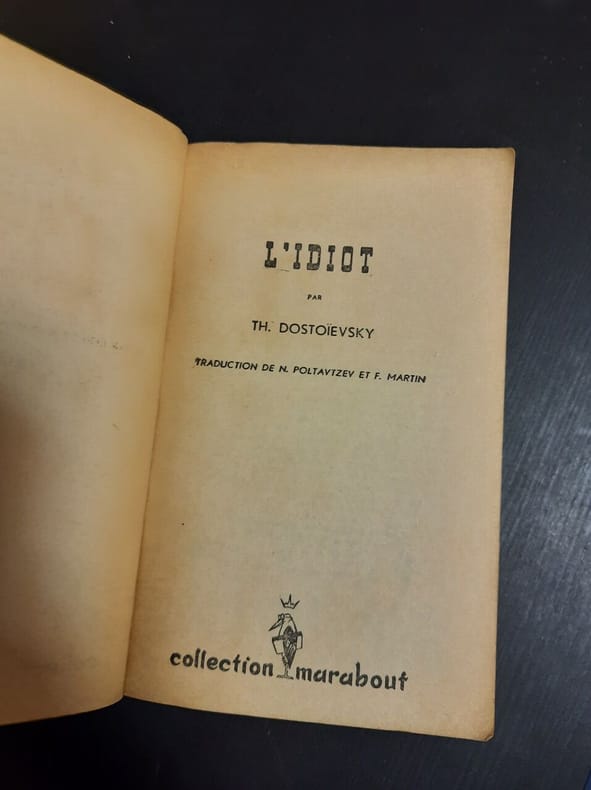 L'IDIOT
PAR
TH. DOSTOÏEVSKY
TRADUCTION DE N. POLTAVTZEV ET F. MARTIN
collection marabout